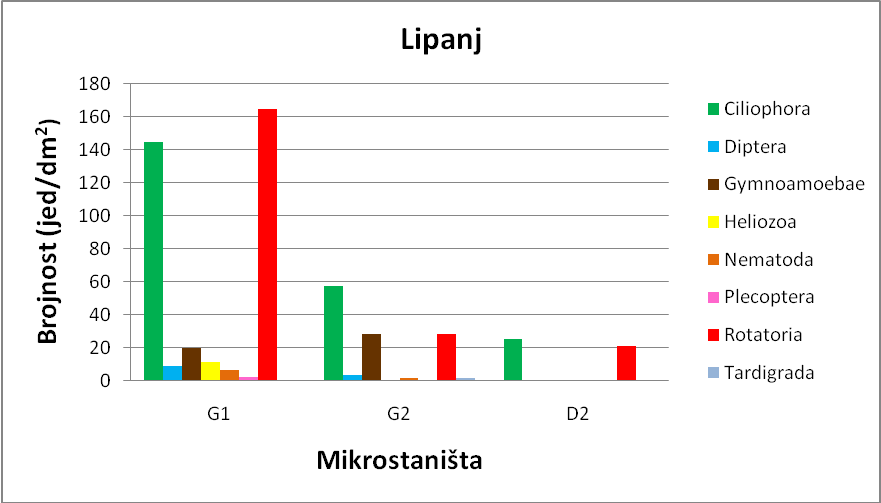 Lipanj
Brojnost (jed/dm²)
180
160
140
120
100
80
60
40
20
0
G1
G2
D2
Mikrostaništa
Ciliophora
Diptera
Gymnoamoebae
Heliozoa
Nematoda
Plecoptera
Rotatoria
Tardigrada